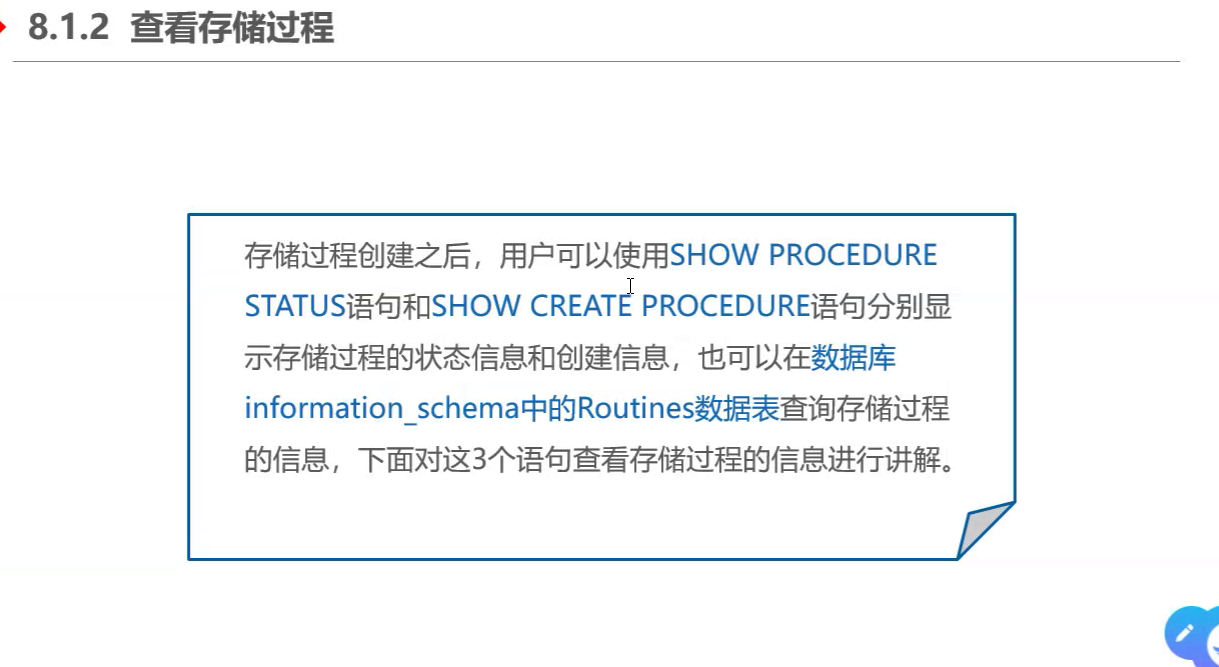 8.1.2 查看存储过程
存储过程创建之后，用户可以使用SHOW PROCEDURE
STATUS语句和SHOW CREATE PROCEDURE语句分别显
示存储过程的状态信息和创建信息，也可以在数据库
information_schema中的Routines数据表查询存储过程
的信息，下面对这3个语句查看存储过程的信息进行讲解。